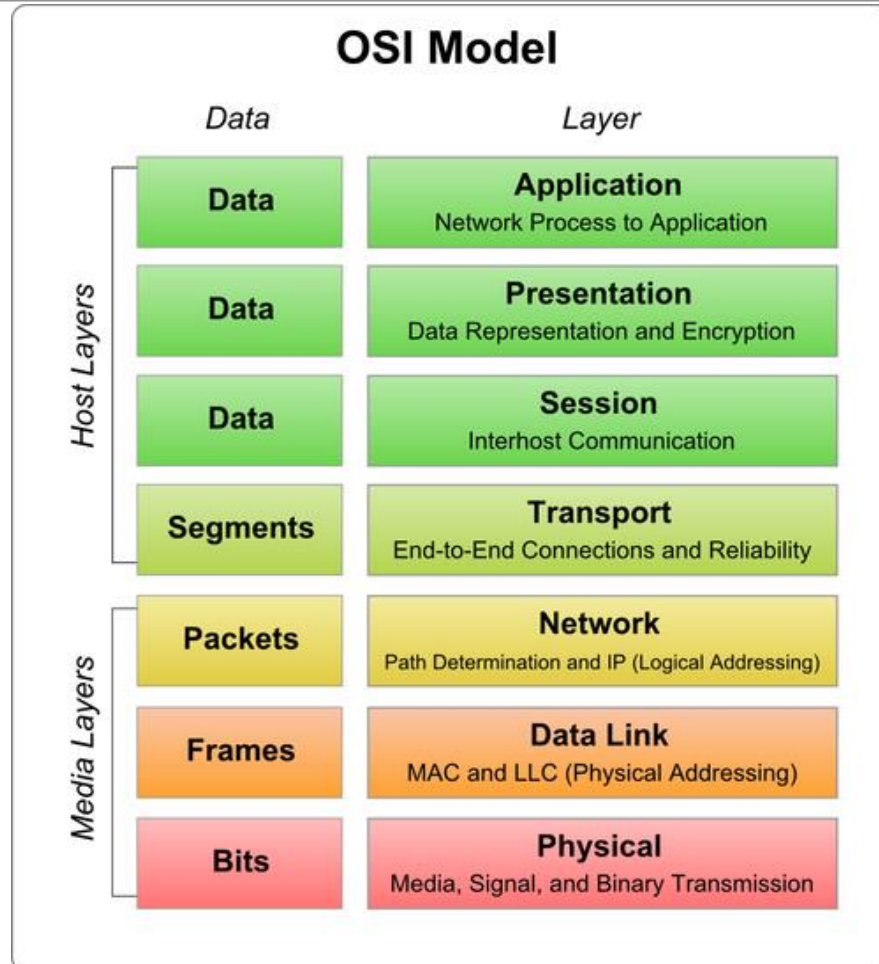 OSI Model
Data
Layer
Host Layers
Data
Application
Network Process to Application
Data
Presentation
Data Representation and Encryption
Data
Session
Interhost Communication
Segments
Transport
End-to-End Connections and Reliability
Media Layers
Packets
Network
Path Determination and IP (Logical Addressing)
Frames
Data Link
MAC and LLC (Physical Addressing)
Bits
Physical
Media, Signal, and Binary Transmission